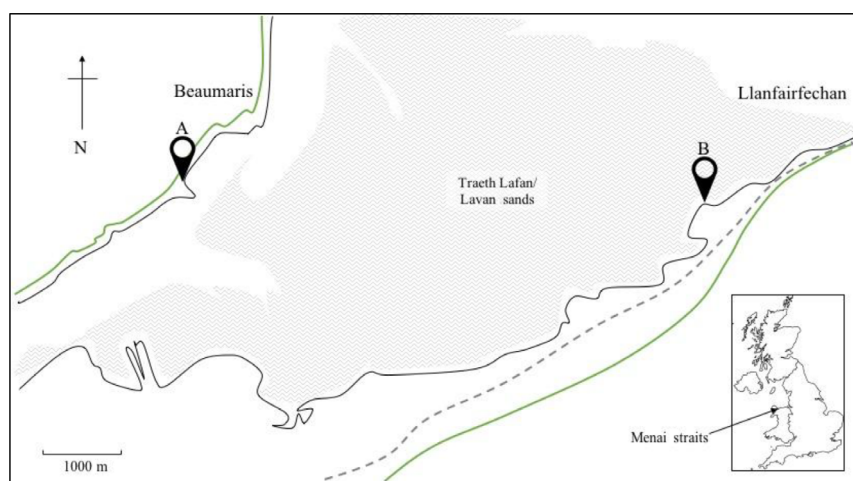 Beaumaris
A
N
Llanfairfechan
B
Traeth Lafan/
Lavan sands
1000 m
Menai straits